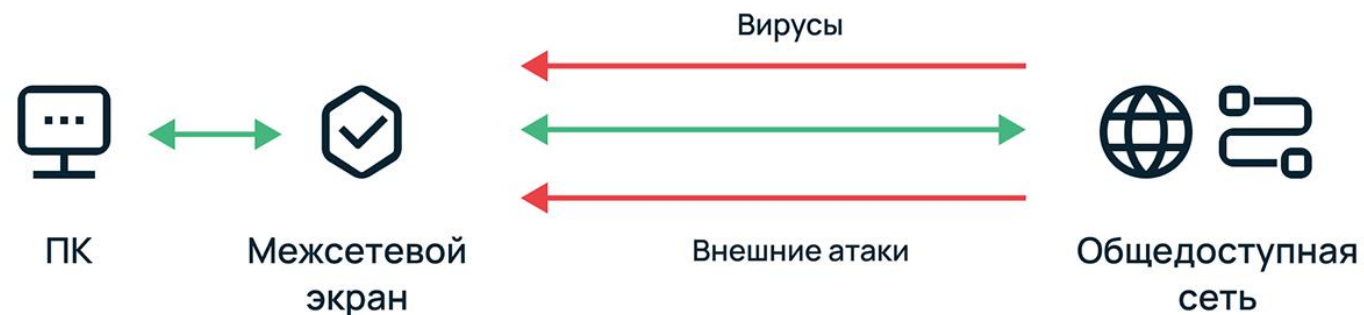 Вирусы
ПК
Межсетевой
экран
Внешние атаки
Общедоступная
сеть